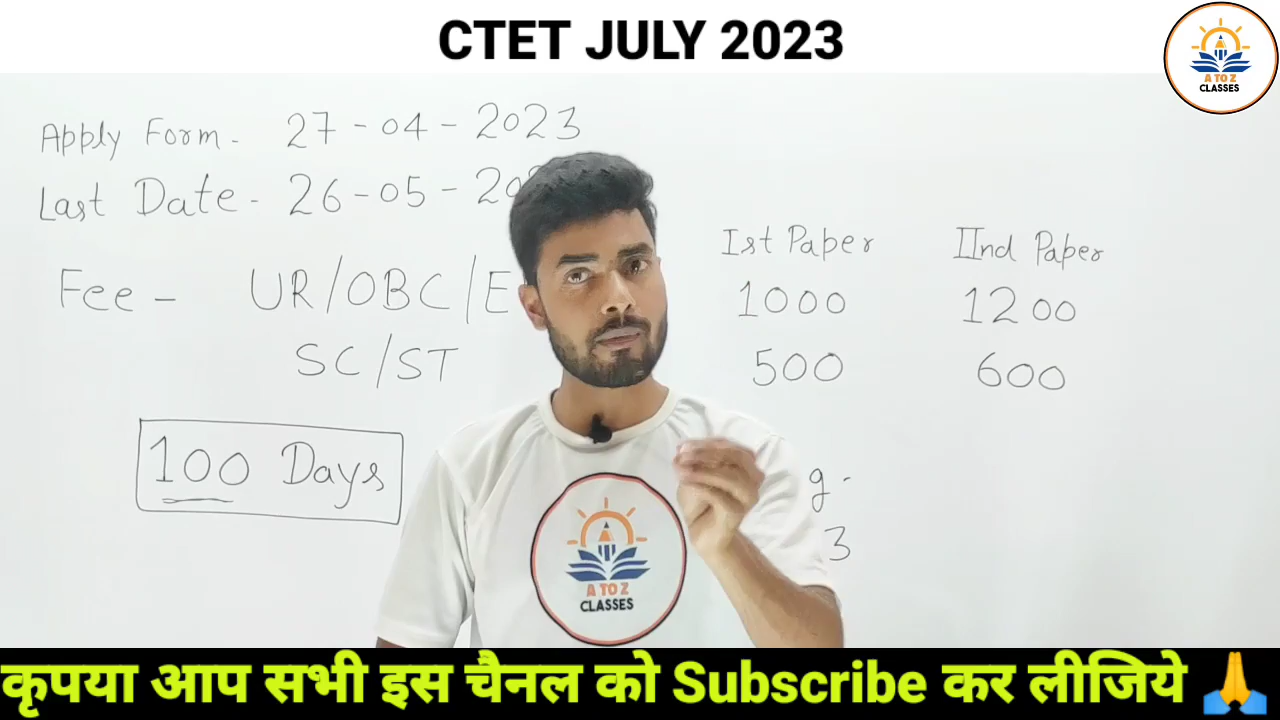 CTET JULY 2023
A TO Z
CLASSES
Apply Form - 27-04-2023
Last Date - 26-05-
Ist Paper IInd Paper
Fee - UR/OBC/E 1000 1200
SC/ST 500 600
100 Days
g.
3
A TO Z
CLASSES
कृपया आप सभी इस चैनल को Subscribe कर लीजिये 🙏